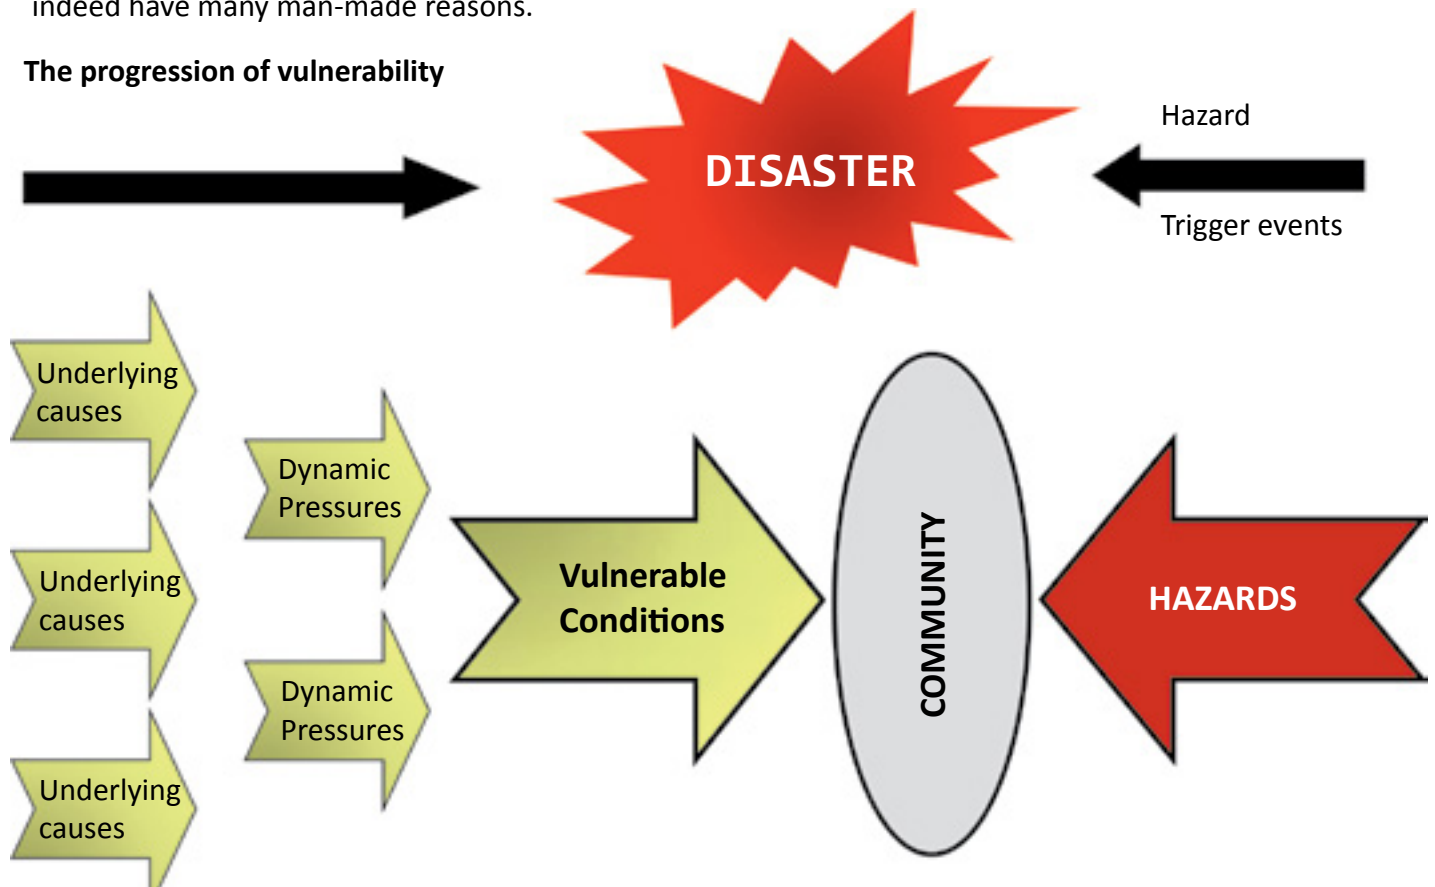 indeed have many man-made reasons.
The progression of vulnerability
DISASTER
Hazard
Trigger events
Underlying
causes
Dynamic
Pressures
Underlying
causes
Vulnerable
Conditions
COMMUNITY
HAZARDS
Dynamic
Pressures
Underlying
causes